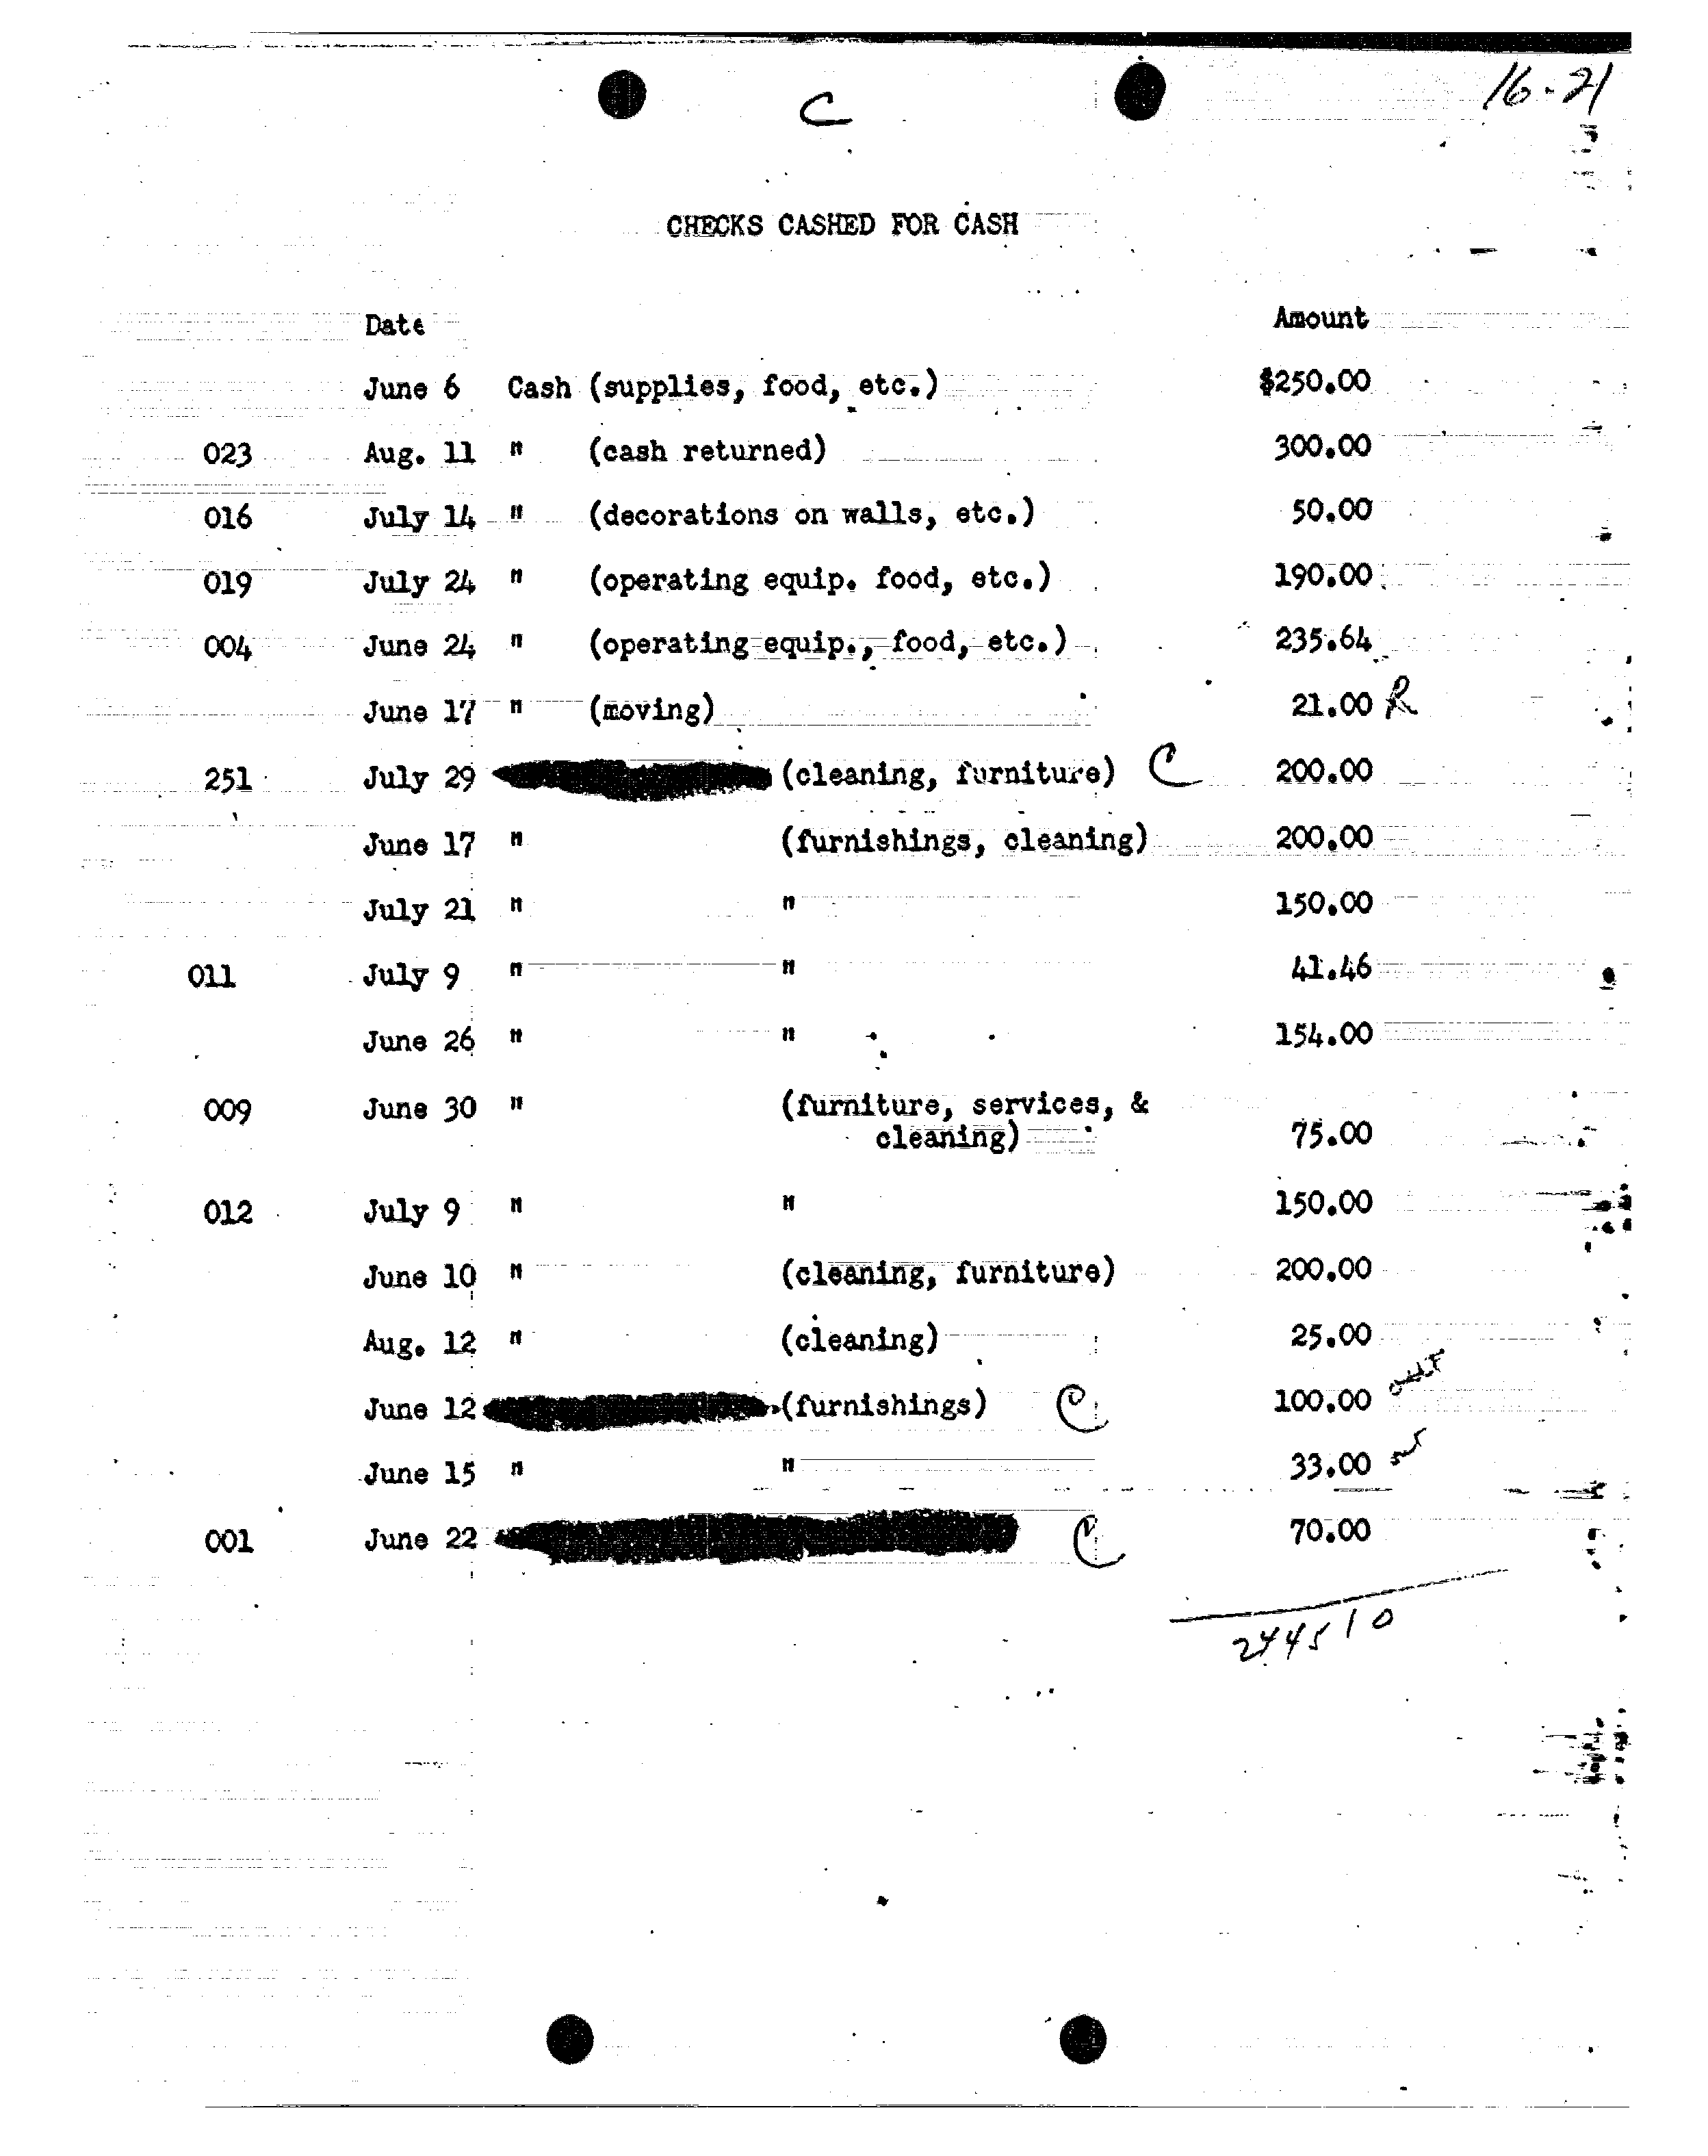 16-21
C
CHECKS CASHED FOR CASH
Date Amount
June 6 Cash (supplies, food, etc.) $250.00
023 Aug. 11 " (cash returned) 300.00
016 July 14 " (decorations on walls, etc.) 50.00
019 July 24 " (operating equip. food, etc.) 190.00
004 June 24 " (operating equip., food, etc.) 235.64
June 17 " (moving) 21.00 R
251 July 29 (cleaning, furniture) C 200.00
June 17 " (furnishings, cleaning) 200.00
July 21 " " 150.00
011 July 9 " " 41.46
June 26 " " 154.00
009 June 30 " (furniture, services, &
cleaning) 75.00
012 July 9 " " 150.00
June 10 " (cleaning, furniture) 200.00
Aug. 12 " (cleaning) 25.00
June 12 (furnishings) C 100.00
June 15 " " 33.00
001 June 22 C 70.00
244510